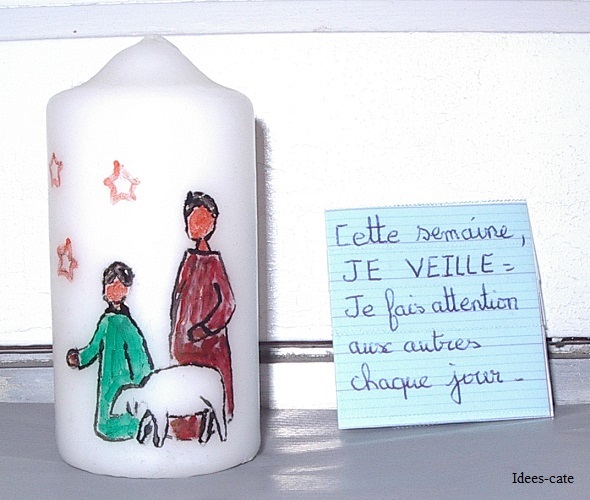 Cette semaine,
JE VEILLE =
Je fais attention
aux autres
chaque jour -
Idees-cate